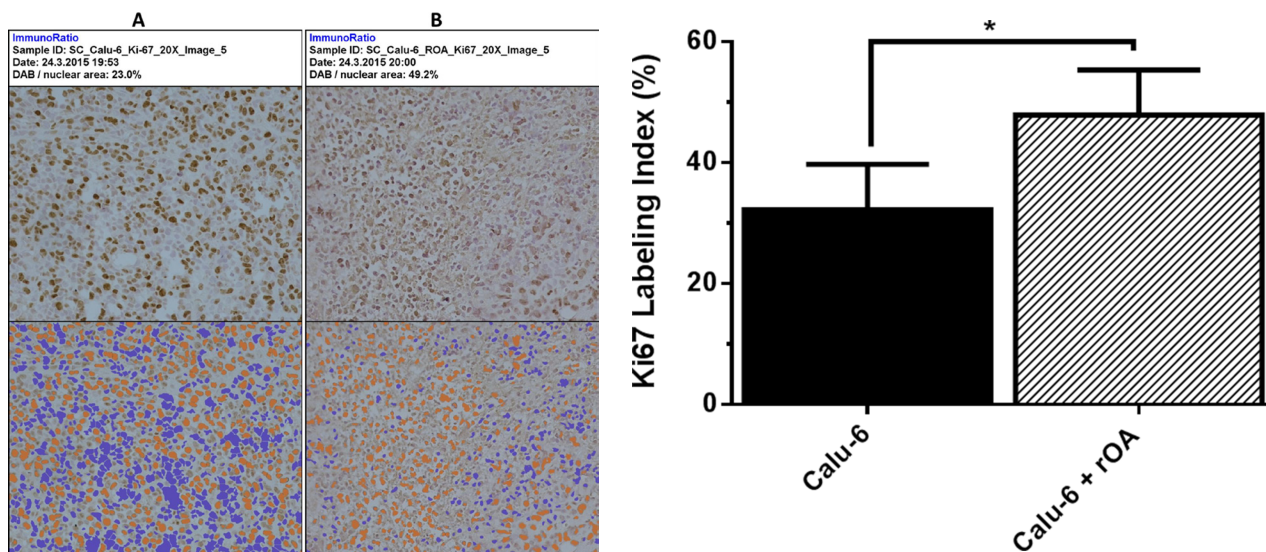 A
ImmunoRatio
Sample ID: SC_Calu-6_Ki-67_20X_Image_5
Date: 24.3.2015 19:53
DAB / nuclear area: 23.0%
B
ImmunoRatio
Sample ID: SC_Calu-6_ROA_Ki67_20X_Image_5
Date: 24.3.2015 20:00
DAB / nuclear area: 49.2%
Ki67 Labeling Index (%)
60
40
20
0
*
Calu-6
Calu-6 + rOA